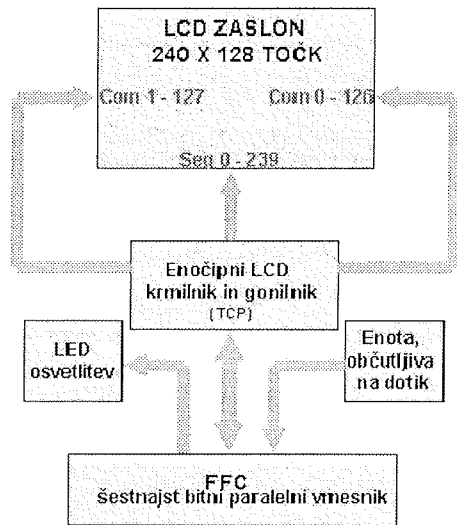 LCD ZASLON
240 X 128 TOČK
Com 1 - 127
Com 0 - 126
Seg 0 - 239
Enočipni LCD
krmilnik in gonilnik
(TCP)
LED
osvetlitev
Enota,
občutljiva
na dotik
FFC
šestnajst bitni paralelni vmesnik